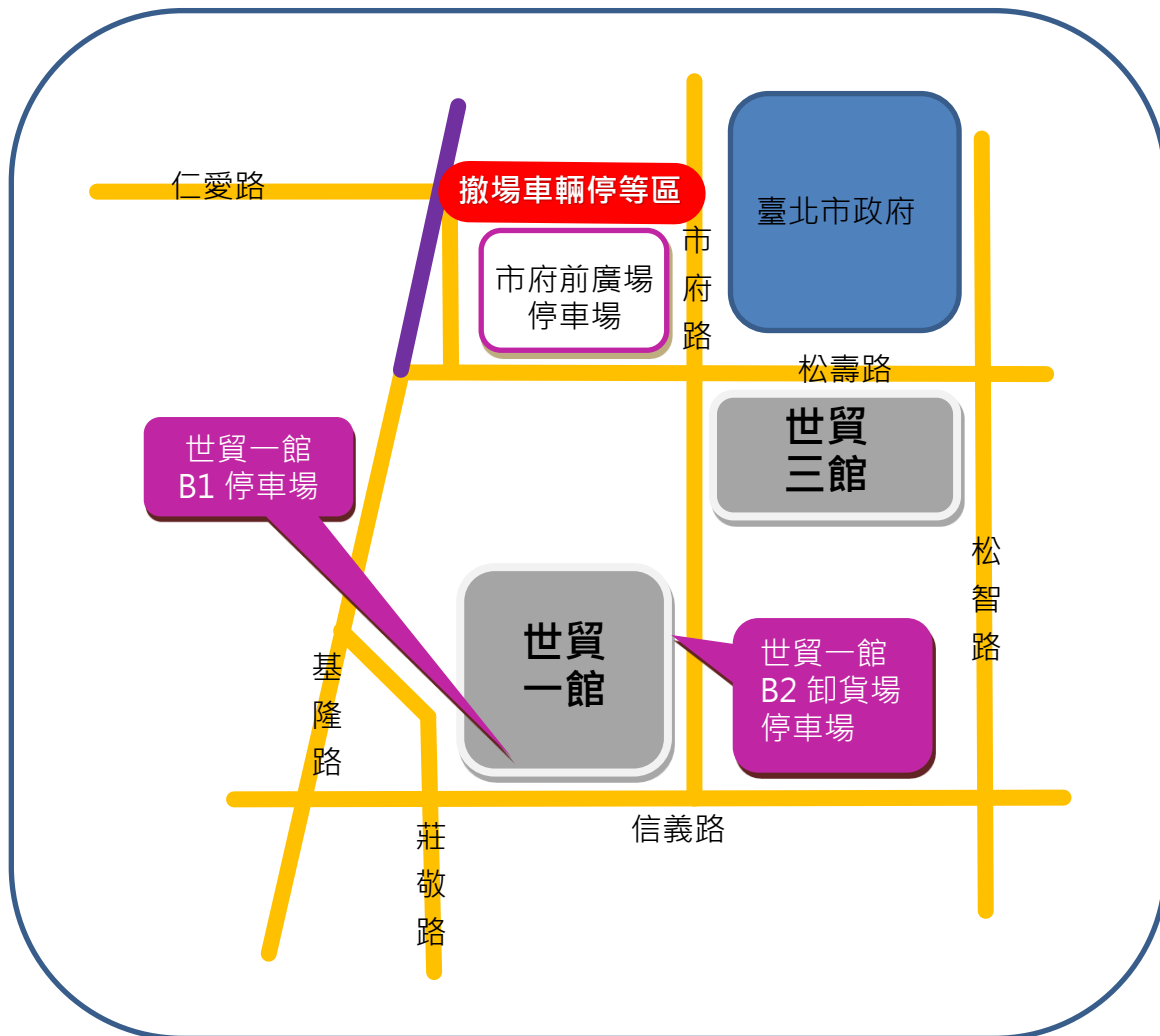 仁愛路
撤場車輛停等區
臺北市政府
市府路
市府前廣場
停車場
松壽路
世貿
三館
世貿一館
B1 停車場
松智路
世貿
一館
世貿一館
B2 卸貨場
停車場
基隆路
信義路
莊敬路